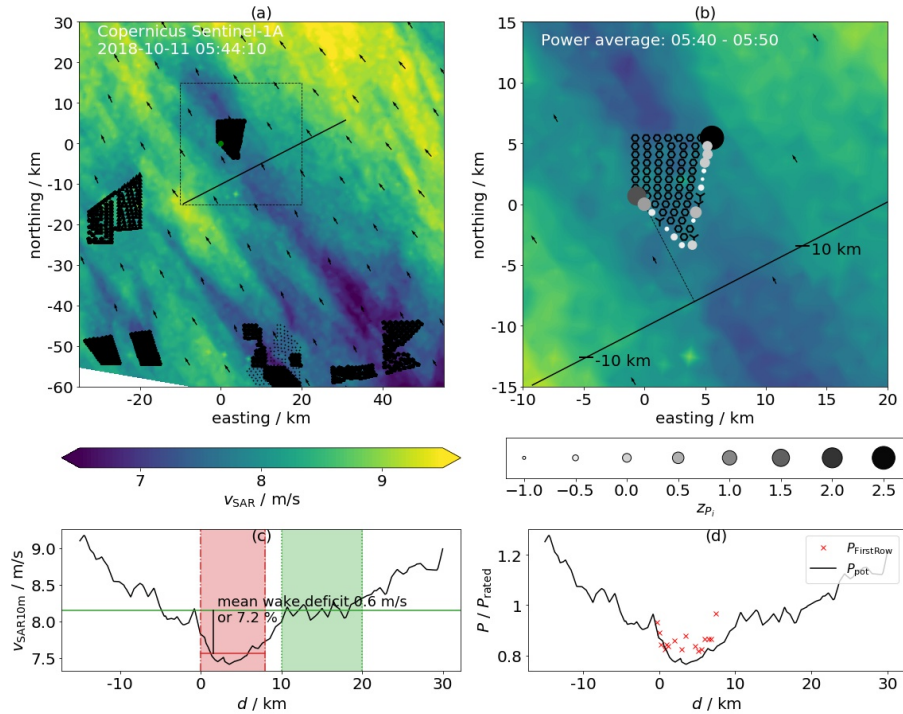 (a)
Copernicus Sentinel-1A
2018-10-11 05:44:10
30
20
10
0
-10
-20
-30
-40
-50
-60
northing / km
-20
0
20
40
easting / km
(b)
Power average: 05:40 - 05:50
15
10
5
0
-5
-10
-15
northing / km
10 km
-10 km
-10
-5
0
5
10
15
20
easting / km
7
8
9
v_SAR / m/s
-1.0
-0.5
0.0
0.5
1.0
1.5
2.0
2.5
z_{P_i}
(c)
9.0
8.5
8.0
7.5
v_SAR10m / m/s
mean wake deficit 0.6 m/s
or 7.2 %
-10
0
10
20
30
d / km
(d)
1.2
1.0
0.8
P / P_rated
P_FirstRow
P_pot
-10
0
10
20
30
d / km